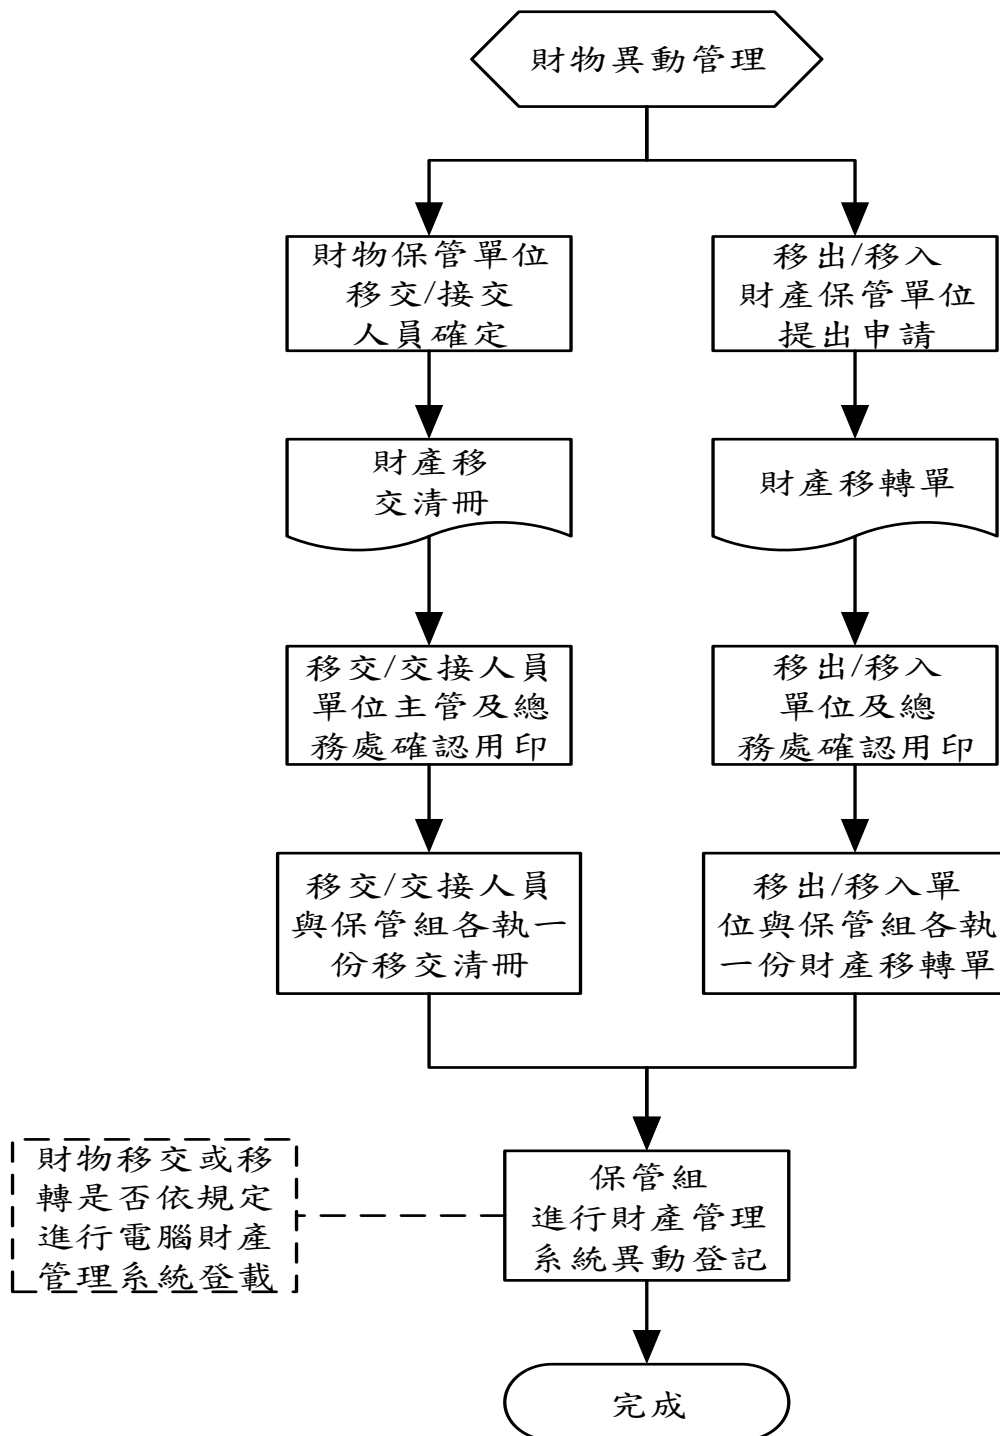 財物異動管理
財物保管單位
移交/接交
人員確定
移出/移入
財產保管單位
提出申請
財產移
交清冊
財產移轉單
移交/交接人員
單位主管及總
務處確認用印
移出/移入
單位及總
務處確認用印
移交/交接人員
與保管組各執一
份移交清冊
移出/移入單
位與保管組各執
一份財產移轉單
財物移交或移
轉是否依規定
進行電腦財產
管理系統登載
保管組
進行財產管理
系統異動登記
完成